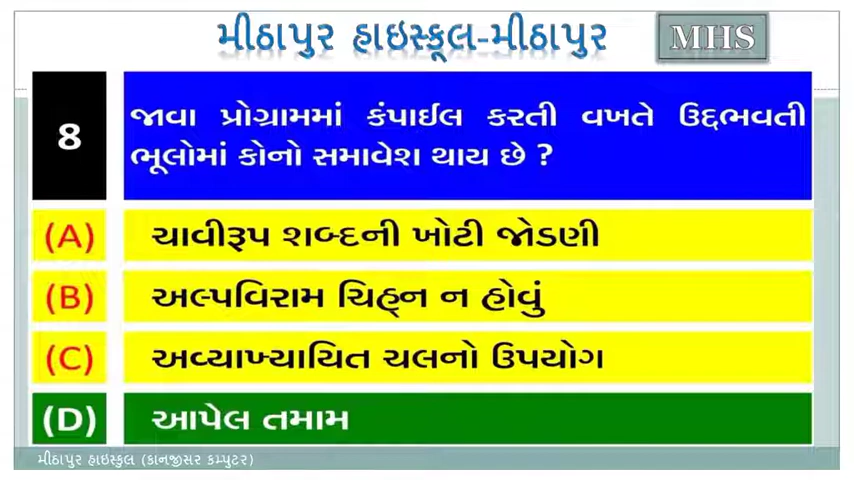 મીઠાપુર હાઇસ્કૂલ-મીઠાપુર
MHS
8
જાવા પ્રોગ્રામમાં કંપાઈલ કરતી વખતે ઉદ્દભવતી
ભૂલોમાં કોનો સમાવેશ થાય છે ?
(A) ચાવીરૂપ શબ્દની ખોટી જોડણી
(B) અલ્પવિરામ ચિહ્ન ન હોવું
(C) અવ્યાખ્યાયિત ચલનો ઉપયોગ
(D) આપેલ તમામ
મીઠાપુર હાઇસ્કુલ (કાનજીસર કમ્પુટર)